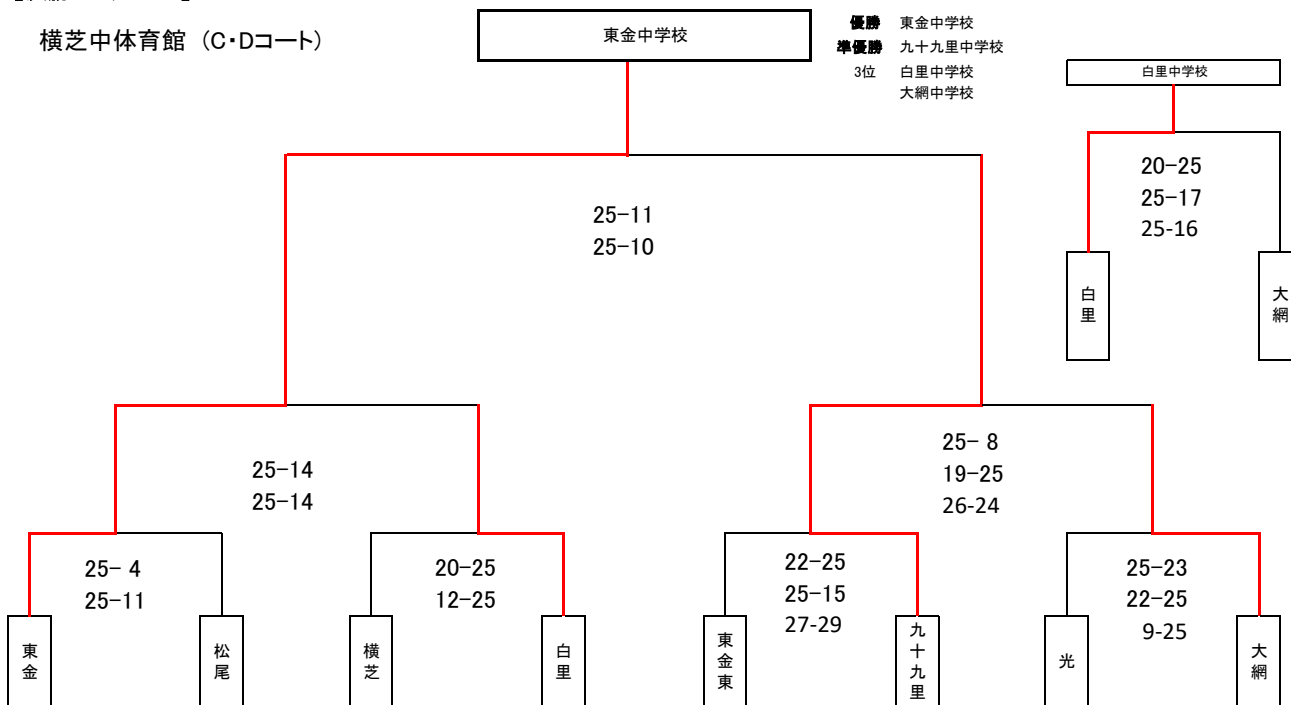 横芝中体育館 （C・Dコート）
東金中学校
優勝 東金中学校
準優勝 九十九里中学校
3位 白里中学校
大網中学校
白里中学校
20-25
25-17
25-16
白里
大網
25-11
25-10
25-14
25-14
25- 8
19-25
26-24
25- 4
25-11
20-25
12-25
22-25
25-15
27-29
25-23
22-25
9-25
東金
松尾
横芝
白里
東金東
九十九里
光
大網